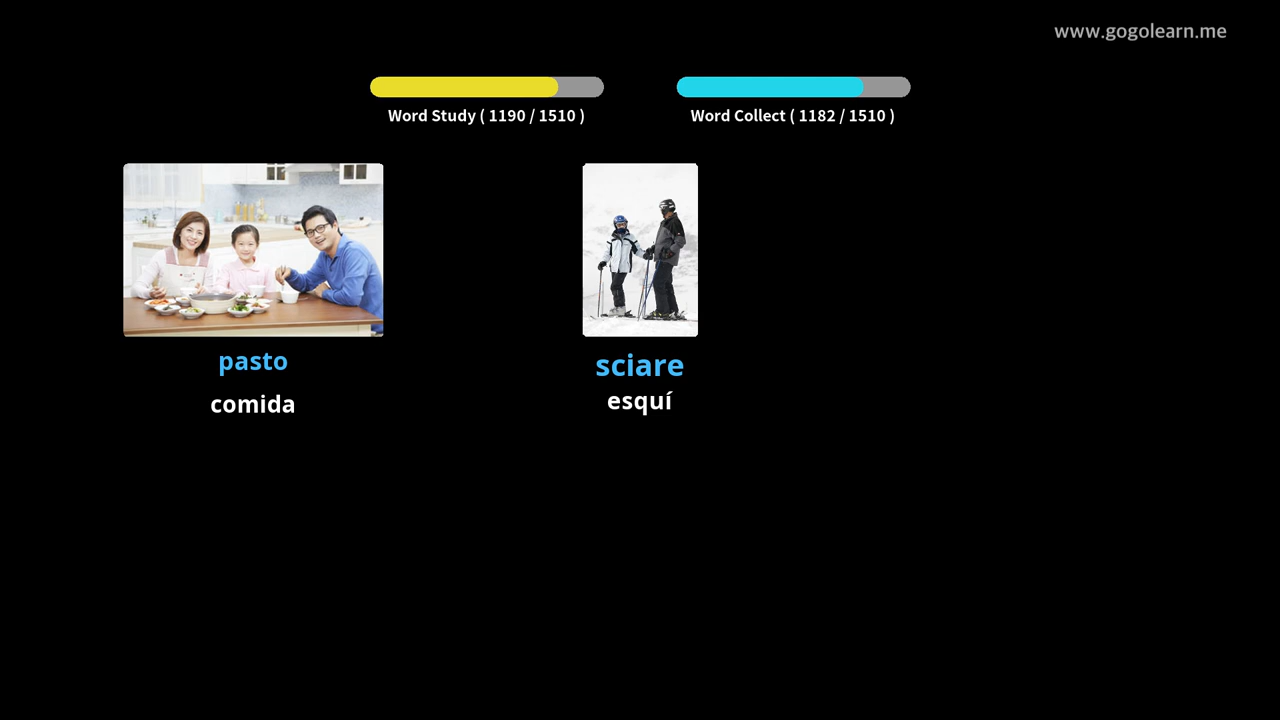 www.gogolearn.me
Word Study ( 1190 / 1510 )
Word Collect ( 1182 / 1510 )
pasto
comida
sciare
esquí